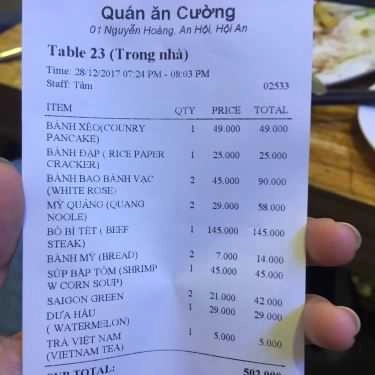 Quán ăn Cường
01 Nguyễn Hoàng, An Hội, Hội An
Table 23 (Trong nhà)
Time: 28/12/2017 07:24 PM - 08:03 PM
Staff: Tâm 02533
ITEM QTY PRICE TOTAL
BÁNH XÈO(COUNRY 1 49.000 49.000
PANCAKE)
BÁNH ĐẠP ( RICE PAPER 1 25.000 25.000
CRACKER)
BÁNH BAO BÁNH VẠC 2 45.000 90.000
(WHITE ROSE)
MỲ QUẢNG (QUANG 2 29.000 58.000
NOOLE)
BÒ BÍ TẾT ( BEEF 1 145.000 145.000
STEAK)
BÁNH MỲ (BREAD) 2 7.000 14.000
SÚP BẮP TÔM (SHRIMP 1 45.000 45.000
W CORN SOUP)
SAIGON GREEN 2 21.000 42.000
DƯA HẤU 1 29.000 29.000
( WATERMELON)
TRÀ VIỆT NAM 1 5.000 5.000
(VIETNAM TEA)
SUB TOTAL: 502.000